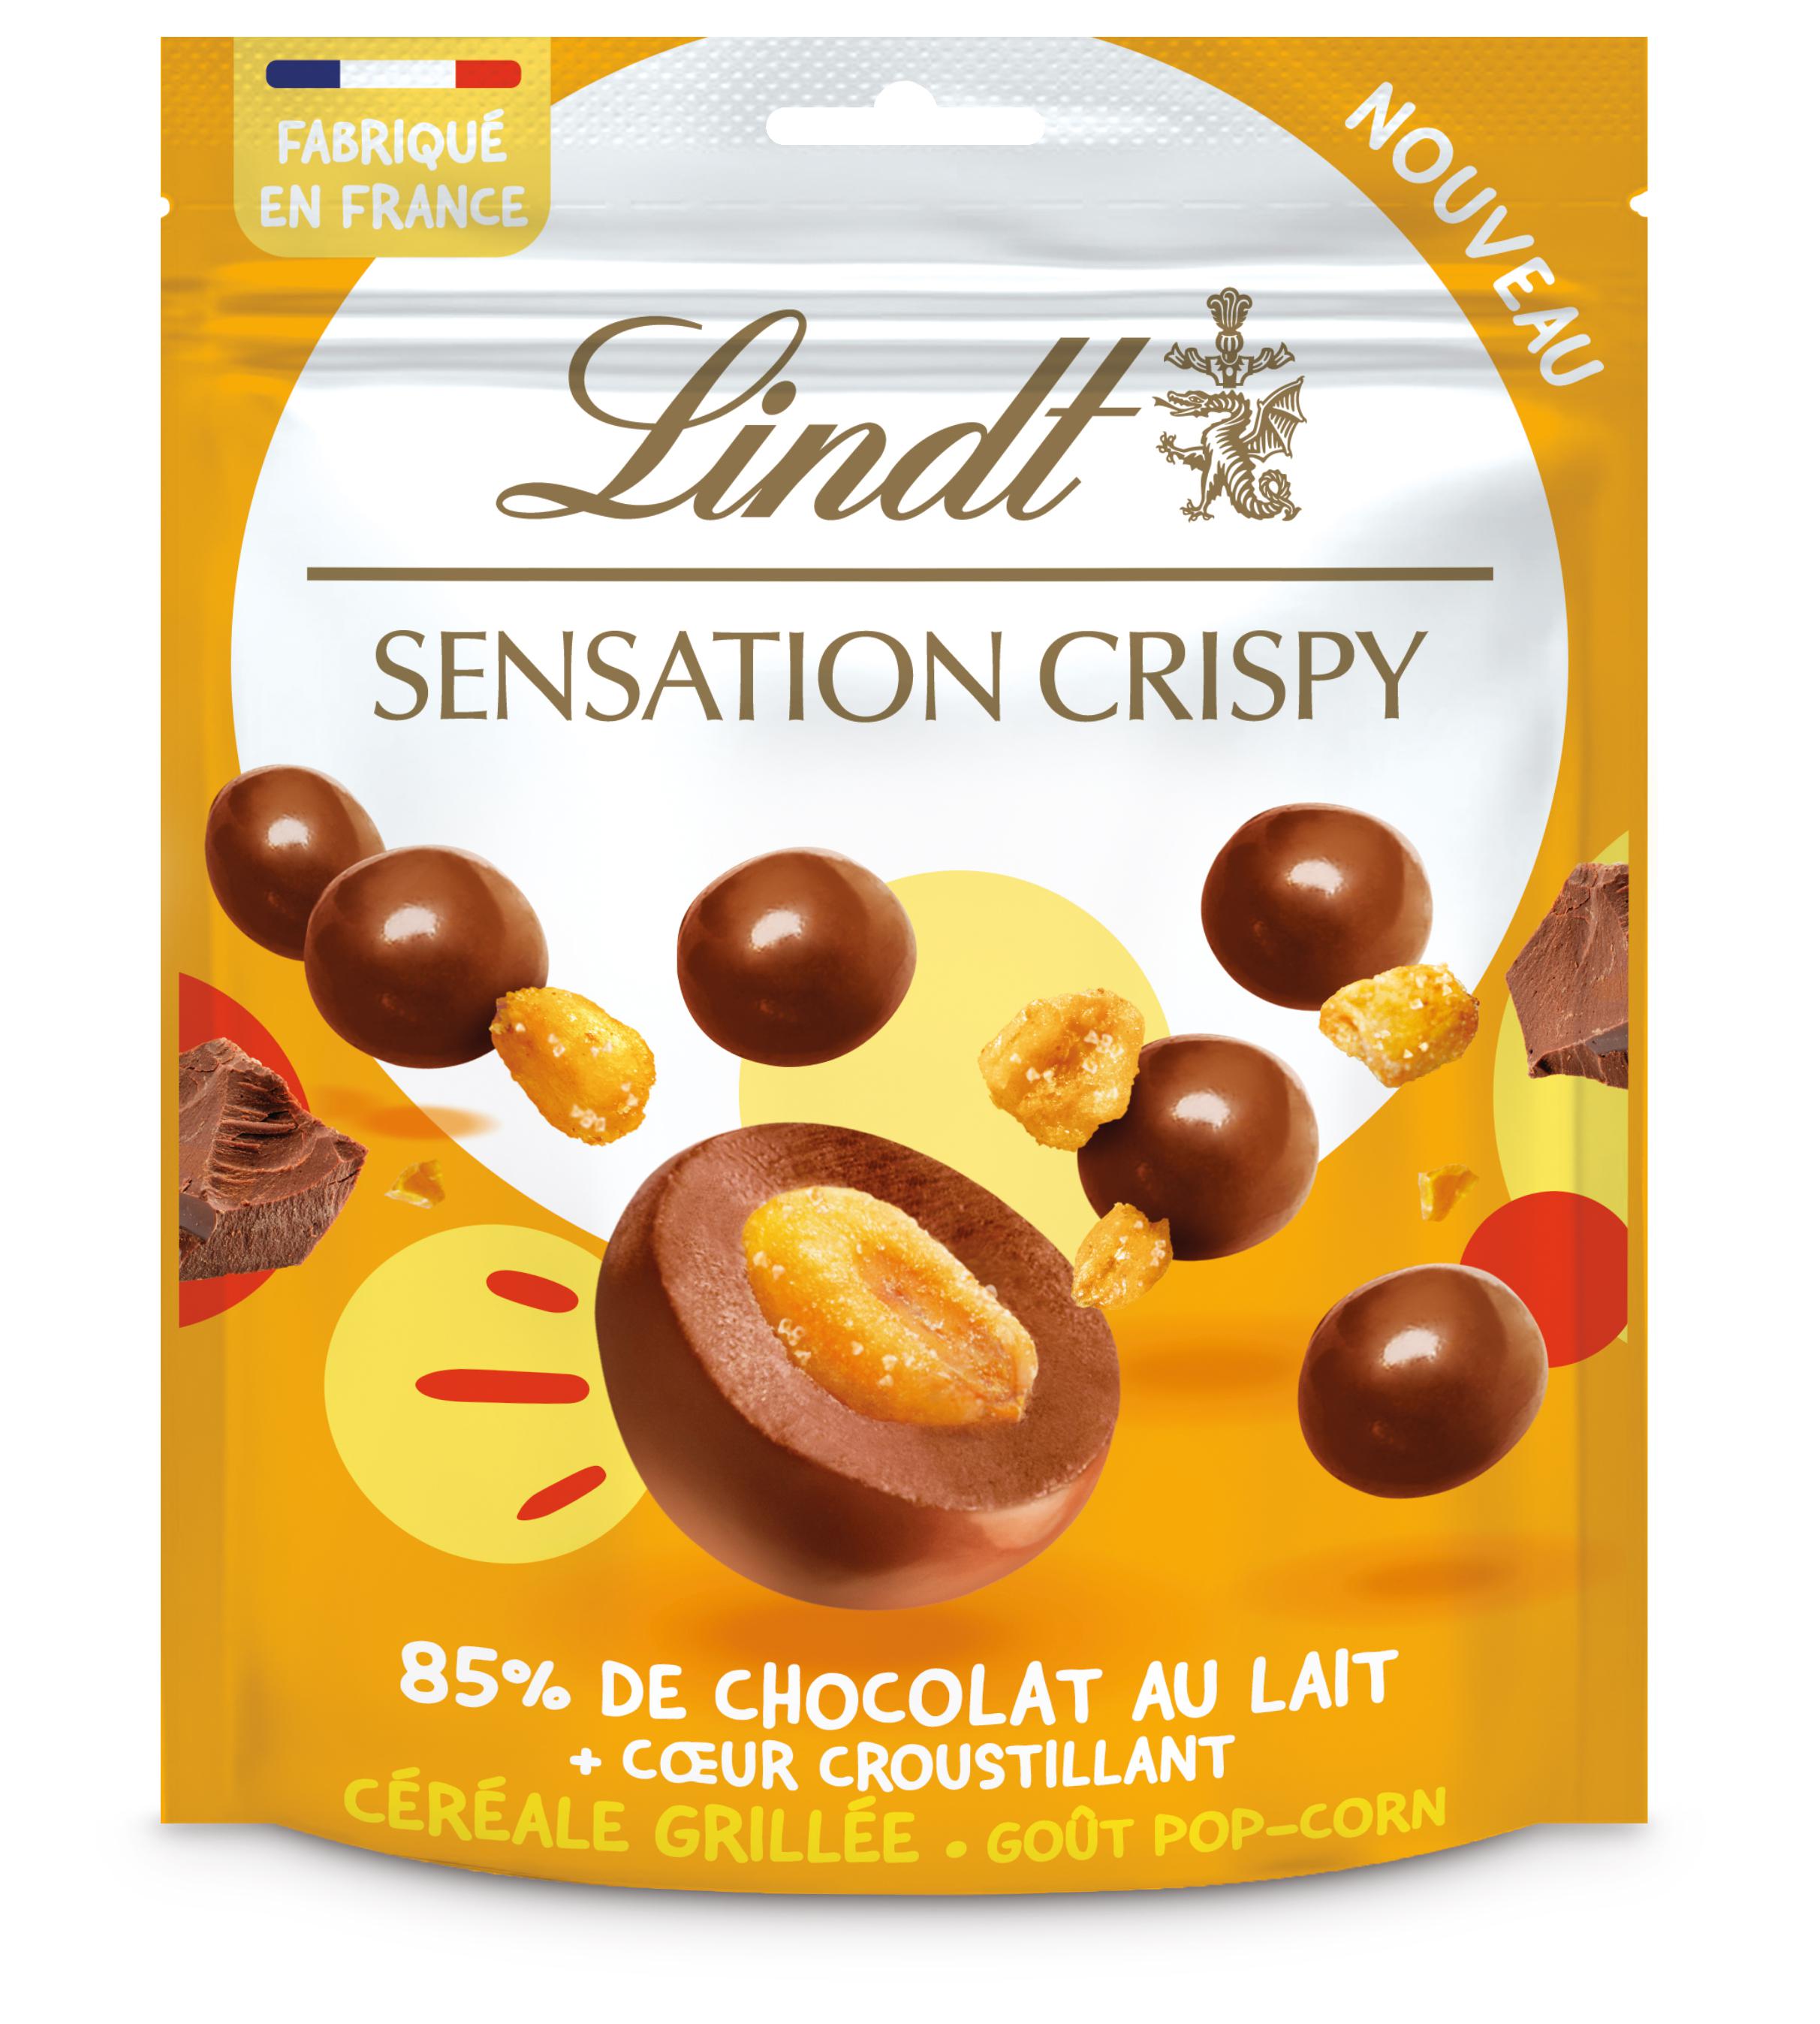 FABRIQUÉ
EN FRANCE
NOUVEAU
Lindt
SENSATION CRISPY
85% DE CHOCOLAT AU LAIT
+ CŒUR CROUSTILLANT
CÉRÉALE GRILLÉE • GOÛT POP-CORN